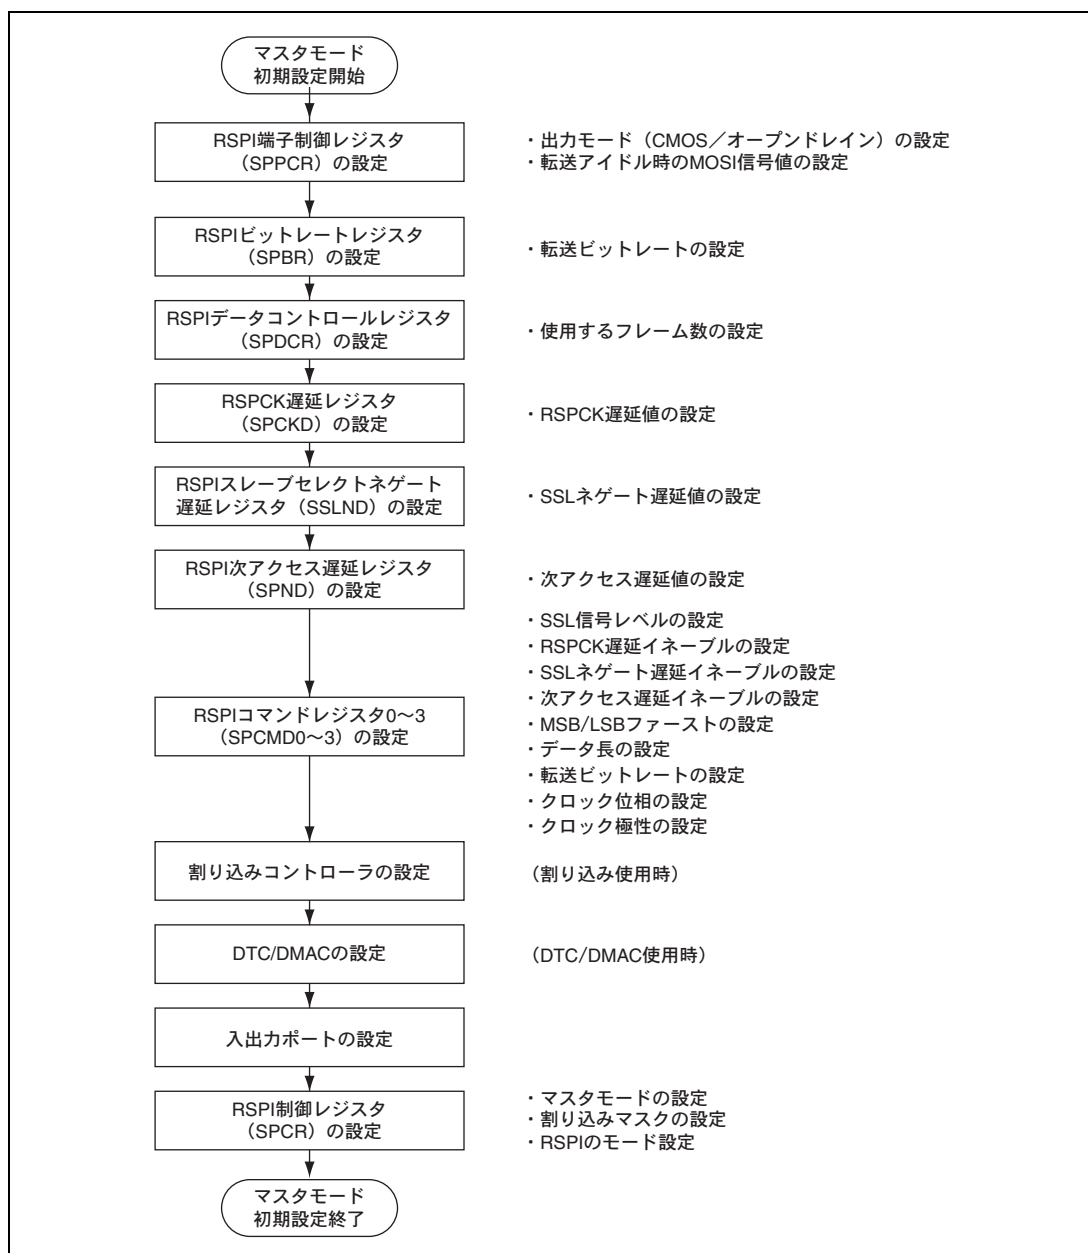 マスタモード
初期設定開始
RSPI端子制御レジスタ
（SPPCR）の設定
・出力モード（CMOS／オープンドレイン）の設定
・転送アイドル時のMOSI信号値の設定
RSPIビットレートレジスタ
（SPBR）の設定
・転送ビットレートの設定
RSPIデータコントロールレジスタ
（SPDCR）の設定
・使用するフレーム数の設定
RSPCK遅延レジスタ
（SPCKD）の設定
・RSPCK遅延値の設定
RSPIスレーブセレクトネゲート
遅延レジスタ（SSLND）の設定
・SSLネゲート遅延値の設定
RSPI次アクセス遅延レジスタ
（SPND）の設定
・次アクセス遅延値の設定
RSPIコマンドレジスタ0～3
（SPCMD0～3）の設定
・SSL信号レベルの設定
・RSPCK遅延イネーブルの設定
・SSLネゲート遅延イネーブルの設定
・次アクセス遅延イネーブルの設定
・MSB/LSBファーストの設定
・データ長の設定
・転送ビットレートの設定
・クロック位相の設定
・クロック極性の設定
割り込みコントローラの設定
（割り込み使用時）
DTC/DMACの設定
（DTC/DMAC使用時）
入出力ポートの設定
RSPI制御レジスタ
（SPCR）の設定
・マスタモードの設定
・割り込みマスクの設定
・RSPIのモード設定
マスタモード
初期設定終了